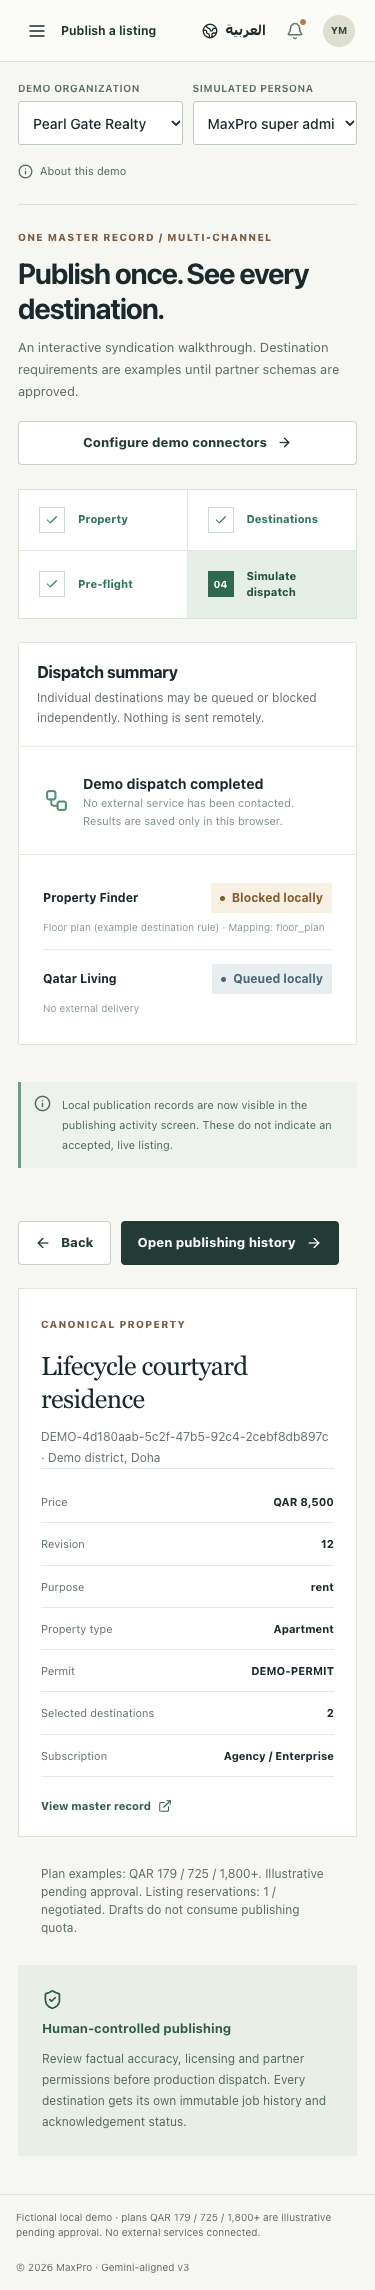 Publish a listing
العربية
YM
DEMO ORGANIZATION
SIMULATED PERSONA
Pearl Gate Realty
MaxPro super admi
About this demo
ONE MASTER RECORD / MULTI-CHANNEL
Publish once. See every
destination.
An interactive syndication walkthrough. Destination
requirements are examples until partner schemas are
approved.
Configure demo connectors
Property
Destinations
Pre-flight
04
Simulate
dispatch
Dispatch summary
Individual destinations may be queued or blocked
independently. Nothing is sent remotely.
Demo dispatch completed
No external service has been contacted.
Results are saved only in this browser.
Property Finder
Blocked locally
Floor plan (example destination rule) · Mapping: floor_plan
Qatar Living
Queued locally
No external delivery
Local publication records are now visible in the
publishing activity screen. These do not indicate an
accepted, live listing.
Back
Open publishing history
CANONICAL PROPERTY
Lifecycle courtyard
residence
DEMO-4d180aab-5c2f-47b5-92c4-2cebf8db897c
· Demo district, Doha
Price
QAR 8,500
Revision
12
Purpose
rent
Property type
Apartment
Permit
DEMO-PERMIT
Selected destinations
2
Subscription
Agency / Enterprise
View master record
Plan examples: QAR 179 / 725 / 1,800+. Illustrative
pending approval. Listing reservations: 1 /
negotiated. Drafts do not consume publishing
quota.
Human-controlled publishing
Review factual accuracy, licensing and partner
permissions before production dispatch. Every
destination gets its own immutable job history and
acknowledgement status.
Fictional local demo · plans QAR 179 / 725 / 1,800+ are illustrative
pending approval. No external services connected.
© 2026 MaxPro · Gemini-aligned v3